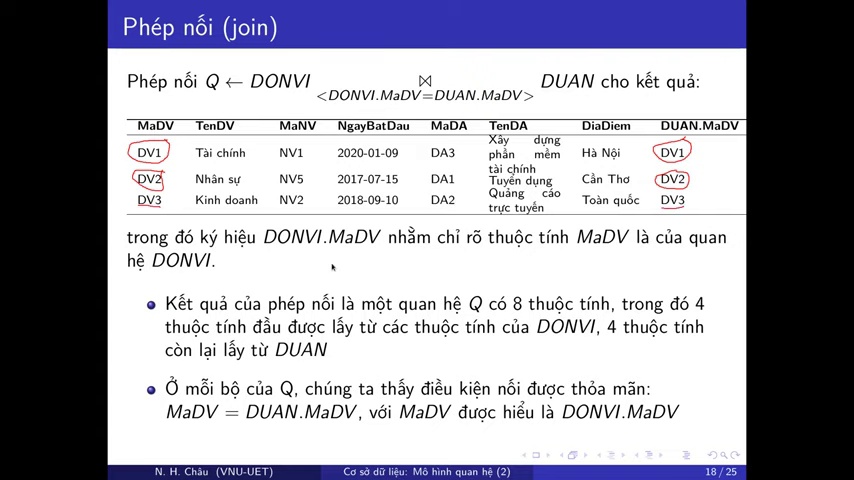 Phép nối (join)
Phép nối Q ← DONVI ⋈ <DONVI.MaDV=DUAN.MaDV> DUAN cho kết quả:
MaDV TenDV MaNV NgayBatDau MaDA TenDA DiaDiem DUAN.MaDV
DV1 Tài chính NV1 2020-01-09 DA3 Xây dựng phần mềm tài chính Hà Nội DV1
DV2 Nhân sự NV5 2017-07-15 DA1 Tuyển dụng Cần Thơ DV2
DV3 Kinh doanh NV2 2018-09-10 DA2 Quảng cáo trực tuyến Toàn quốc DV3
trong đó ký hiệu DONVI.MaDV nhằm chỉ rõ thuộc tính MaDV là của quan
hệ DONVI.
Kết quả của phép nối là một quan hệ Q có 8 thuộc tính, trong đó 4
thuộc tính đầu được lấy từ các thuộc tính của DONVI, 4 thuộc tính
còn lại lấy từ DUAN
Ở mỗi bộ của Q, chúng ta thấy điều kiện nối được thỏa mãn:
MaDV = DUAN.MaDV, với MaDV được hiểu là DONVI.MaDV
N. H. Châu (VNU-UET) Cơ sở dữ liệu: Mô hình quan hệ (2) 18 / 25